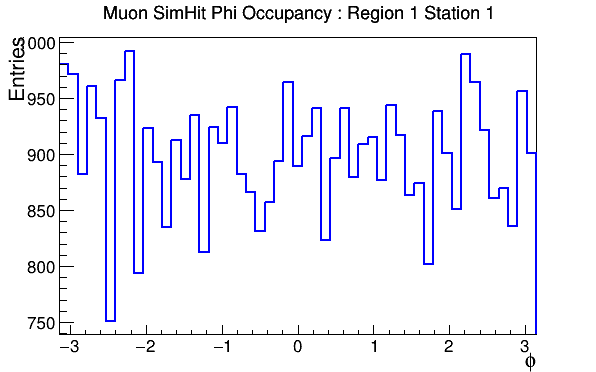 Muon SimHit Phi Occupancy : Region 1 Station 1
Entries
1000
950
900
850
800
750
−3 −2 −1 0 1 2 3
ϕ